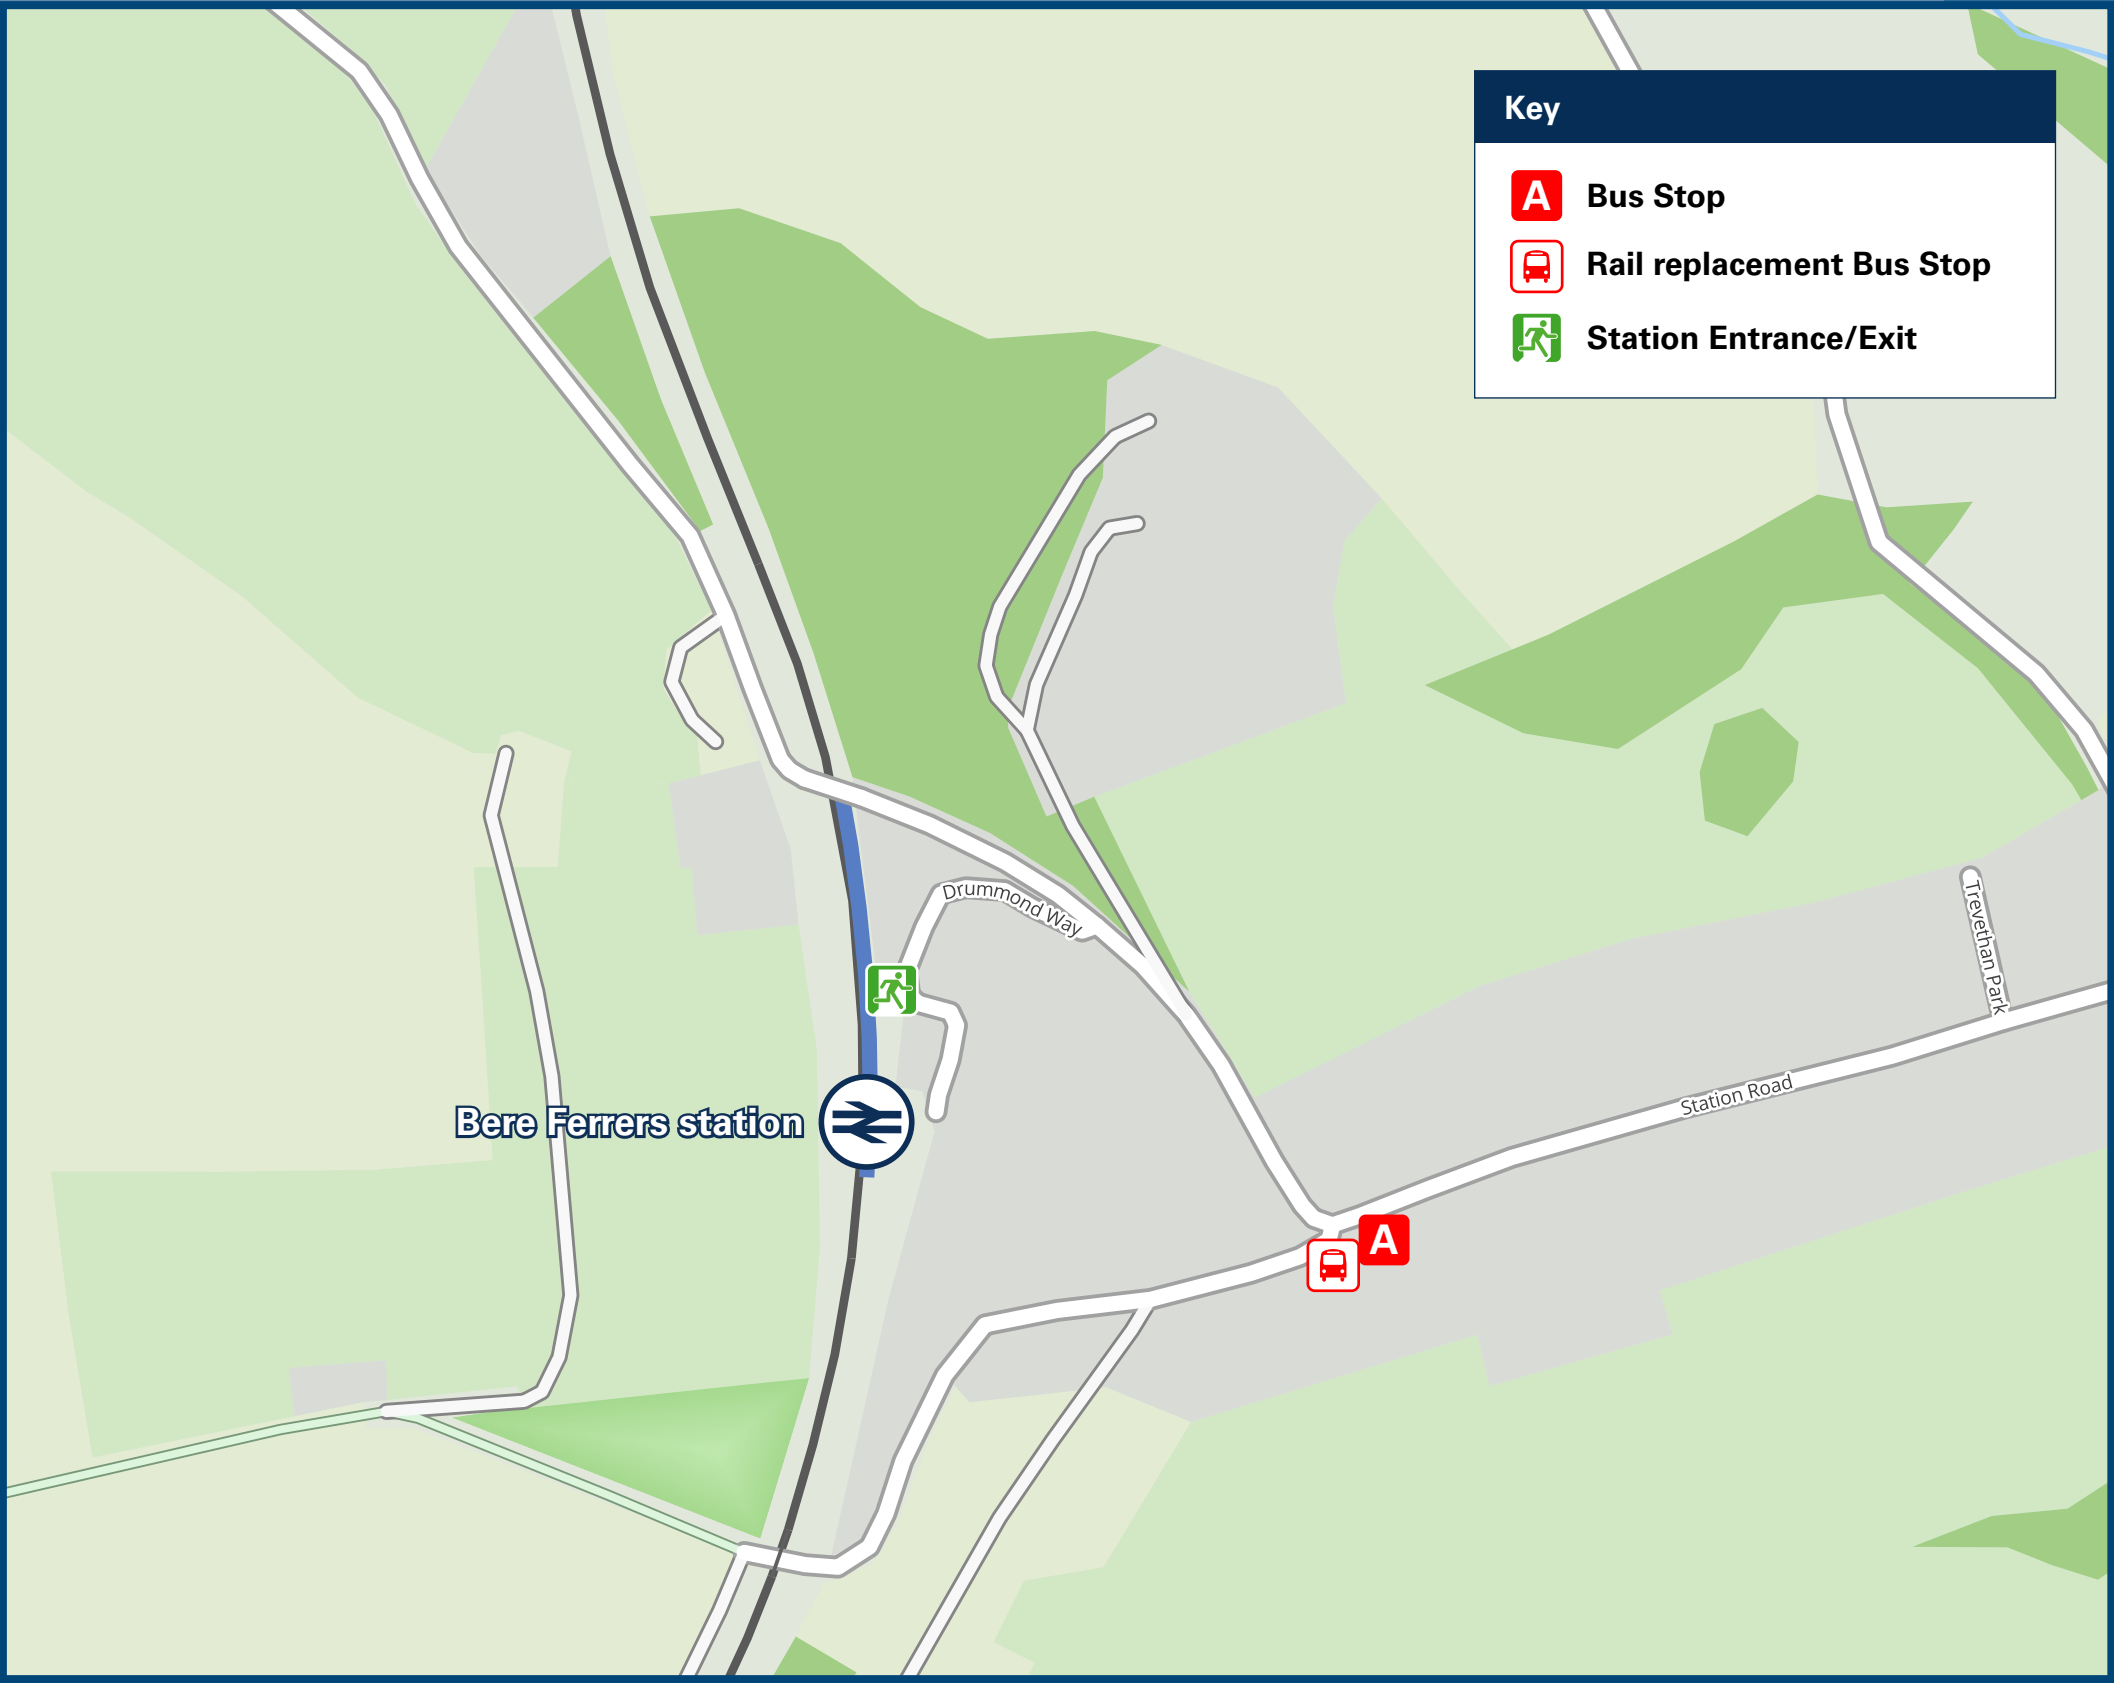 Key
A Bus Stop
Rail replacement Bus Stop
Station Entrance/Exit
Drummond Way
Trevethan Park
Station Road
Bere Ferrers station
A